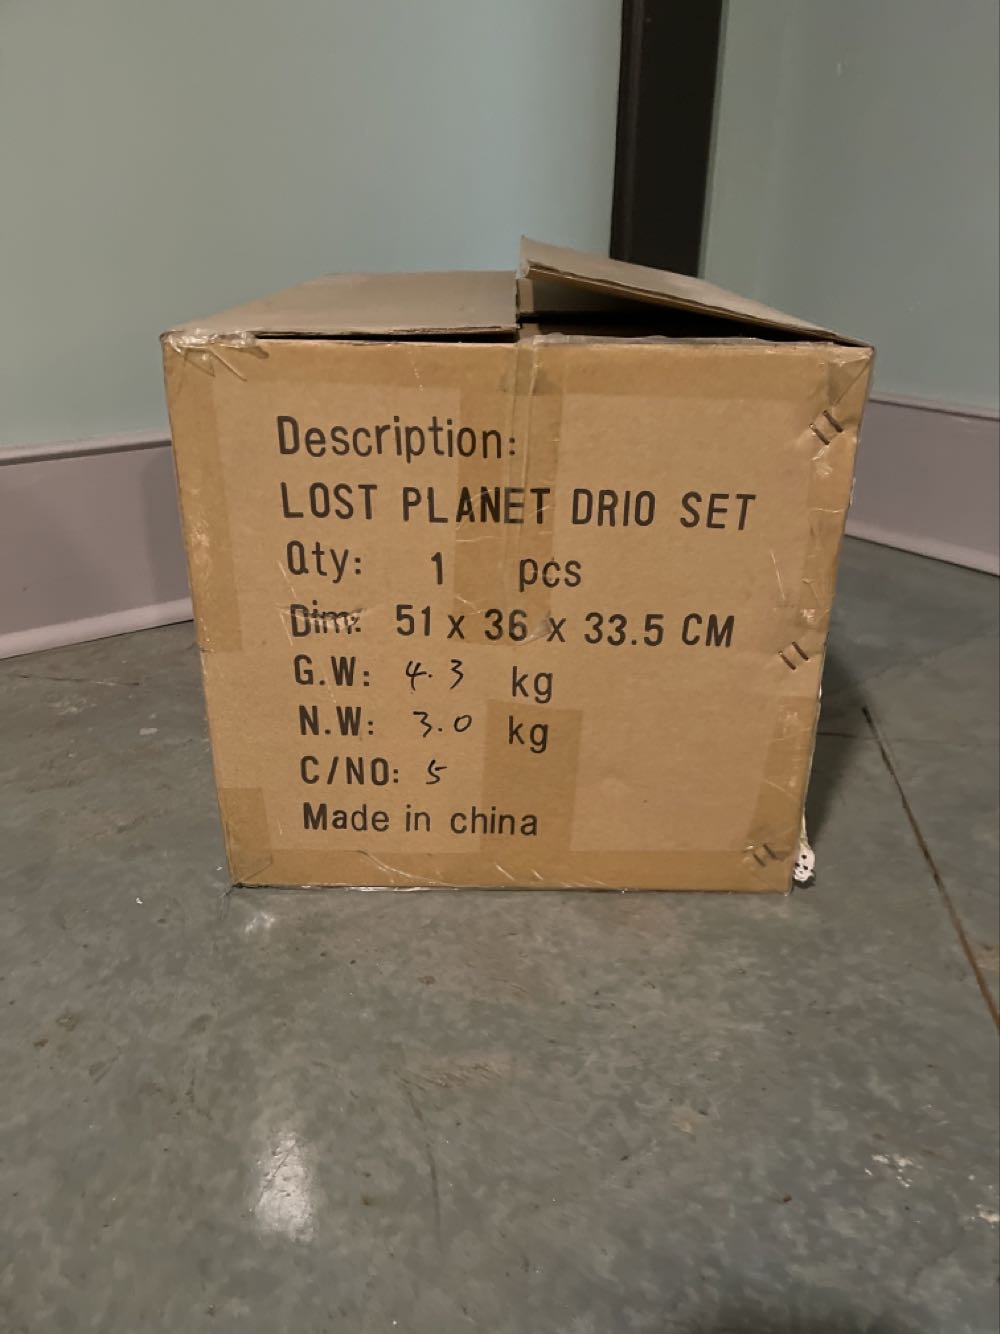 Description:
LOST PLANET DRIO SET
Qty: 1 pcs
Dim: 51 x 36 x 33.5 CM
G.W: 4.3 kg
N.W: 3.0 kg
C/NO: 5
Made in china